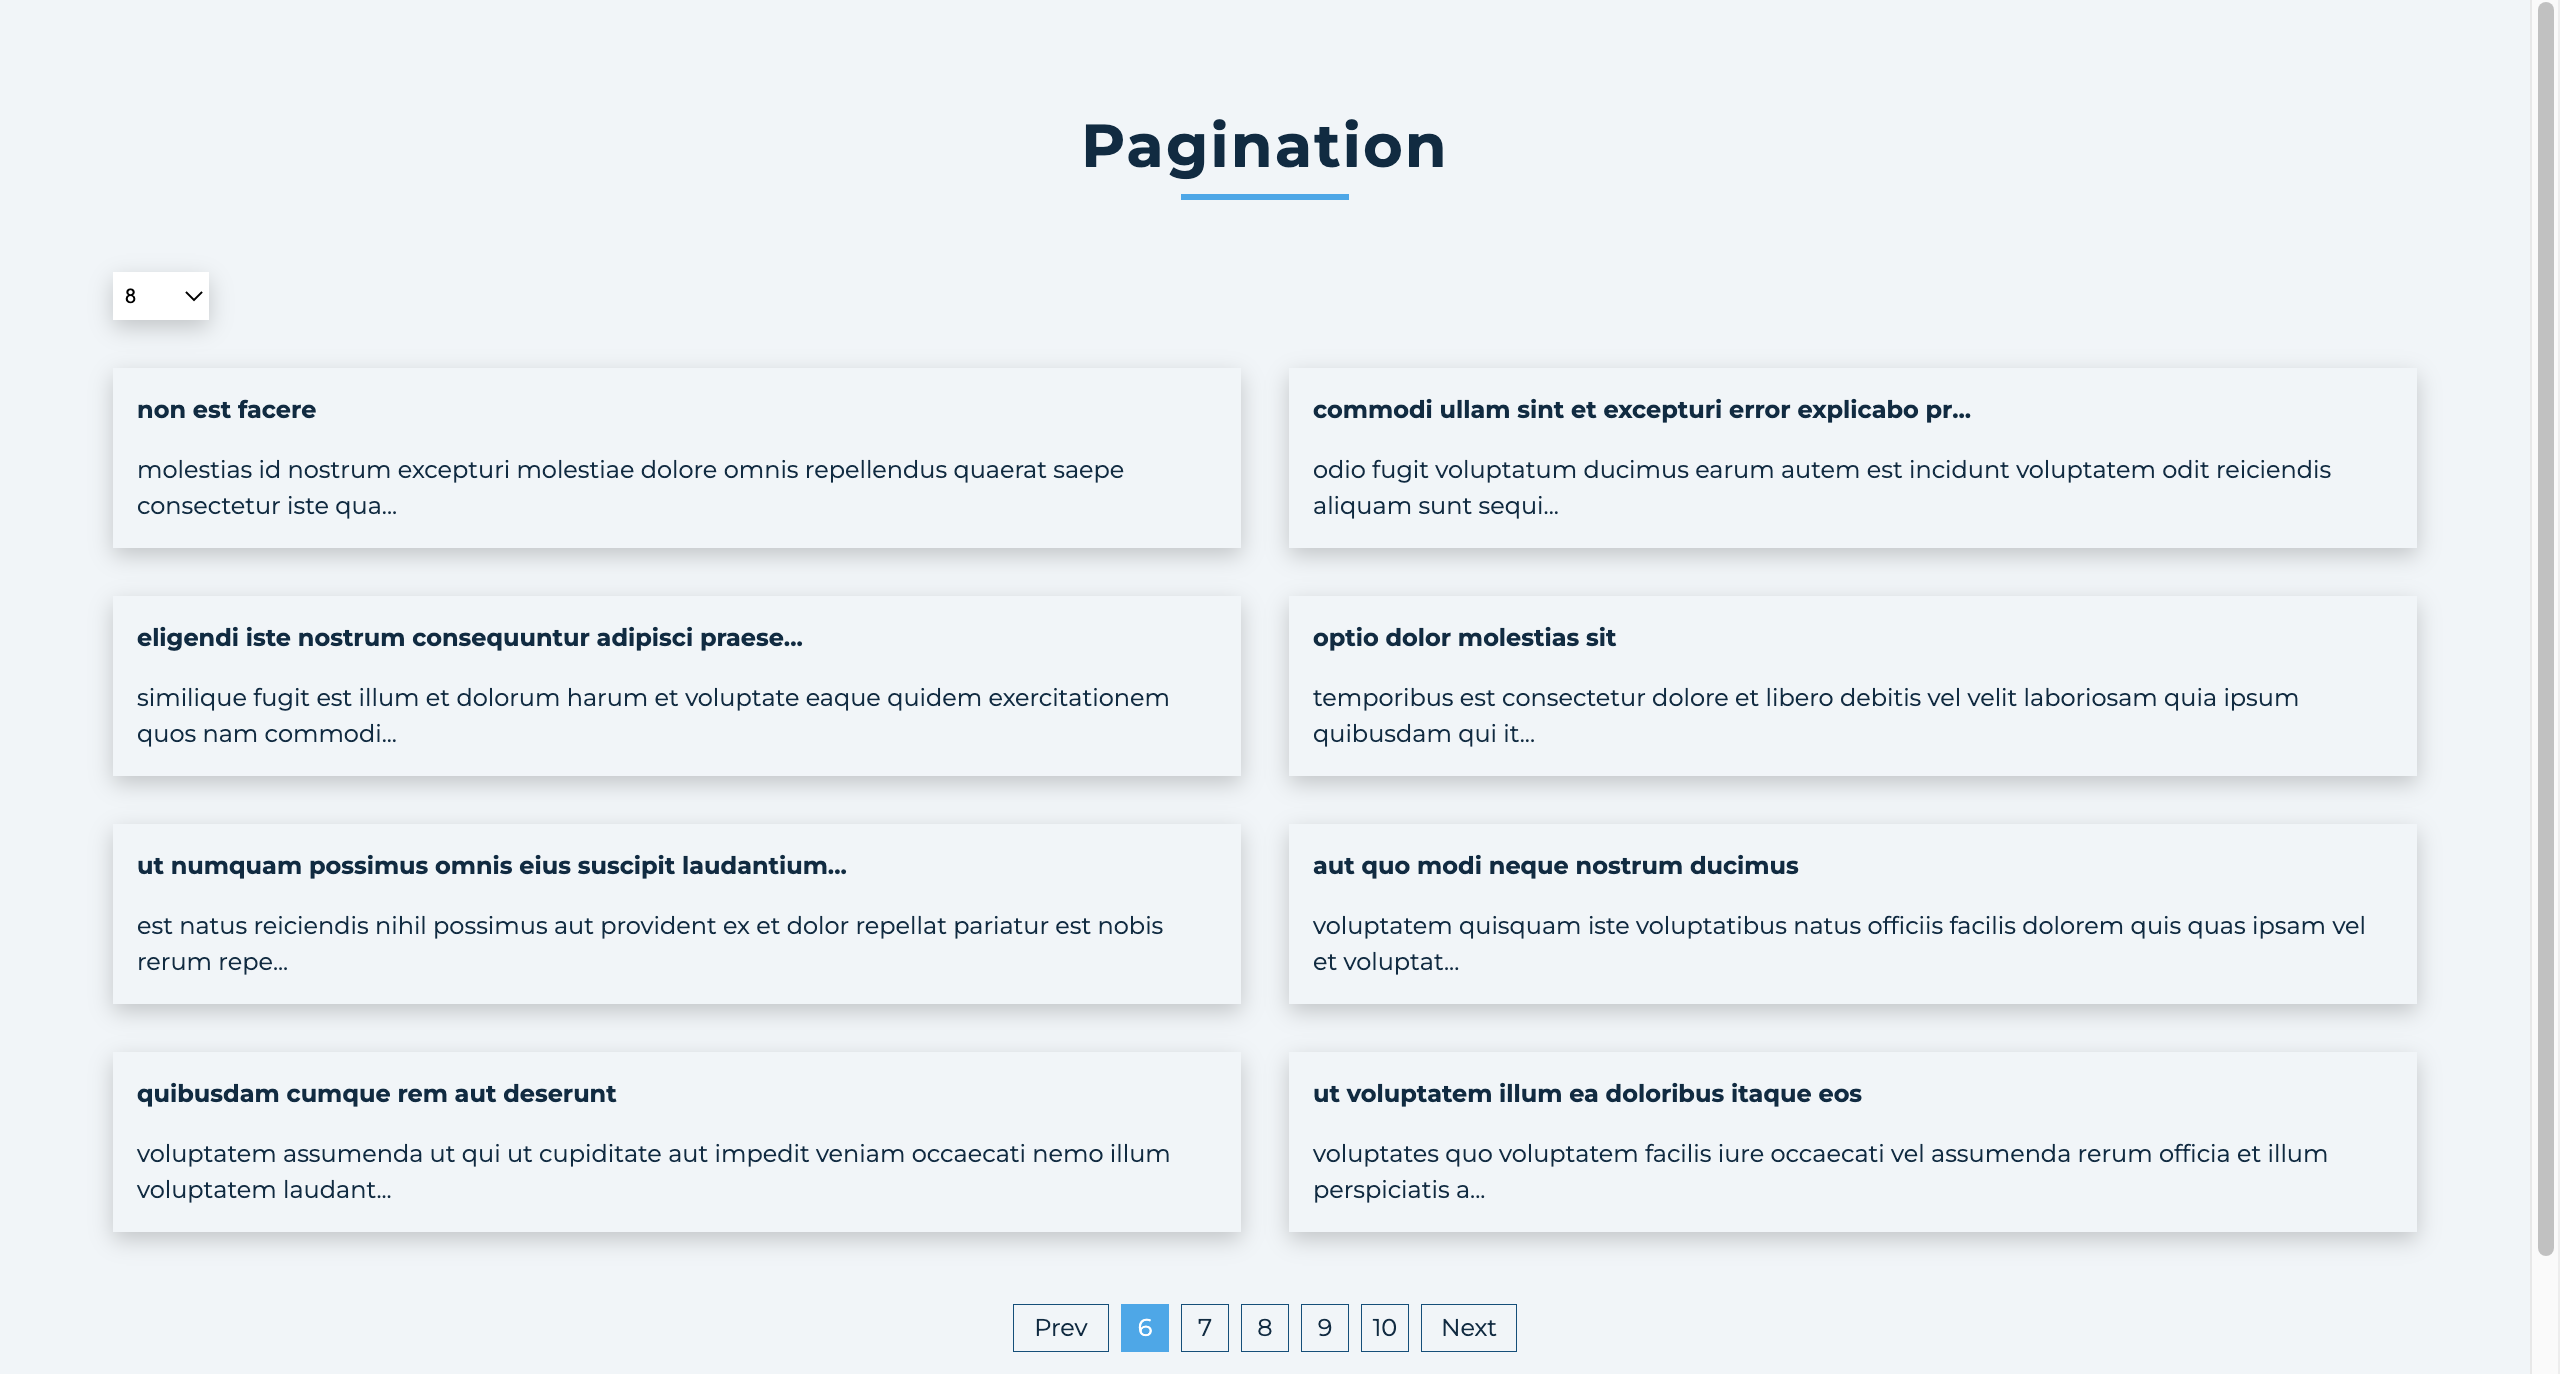 Pagination
8
non est facere
molestias id nostrum excepturi molestiae dolore omnis repellendus quaerat saepe
consectetur iste qua...
commodi ullam sint et excepturi error explicabo pr...
odio fugit voluptatum ducimus earum autem est incidunt voluptatem odit reiciendis
aliquam sunt sequi...
eligendi iste nostrum consequuntur adipisci praese...
similique fugit est illum et dolorum harum et voluptate eaque quidem exercitationem
quos nam commodi...
optio dolor molestias sit
temporibus est consectetur dolore et libero debitis vel velit laboriosam quia ipsum
quibusdam qui it...
ut numquam possimus omnis eius suscipit laudantium...
est natus reiciendis nihil possimus aut provident ex et dolor repellat pariatur est nobis
rerum repe...
aut quo modi neque nostrum ducimus
voluptatem quisquam iste voluptatibus natus officiis facilis dolorem quis quas ipsam vel
et voluptat...
quibusdam cumque rem aut deserunt
voluptatem assumenda ut qui ut cupiditate aut impedit veniam occaecati nemo illum
voluptatem laudant...
ut voluptatem illum ea doloribus itaque eos
voluptates quo voluptatem facilis iure occaecati vel assumenda rerum officia et illum
perspiciatis a...
Prev 6 7 8 9 10 Next